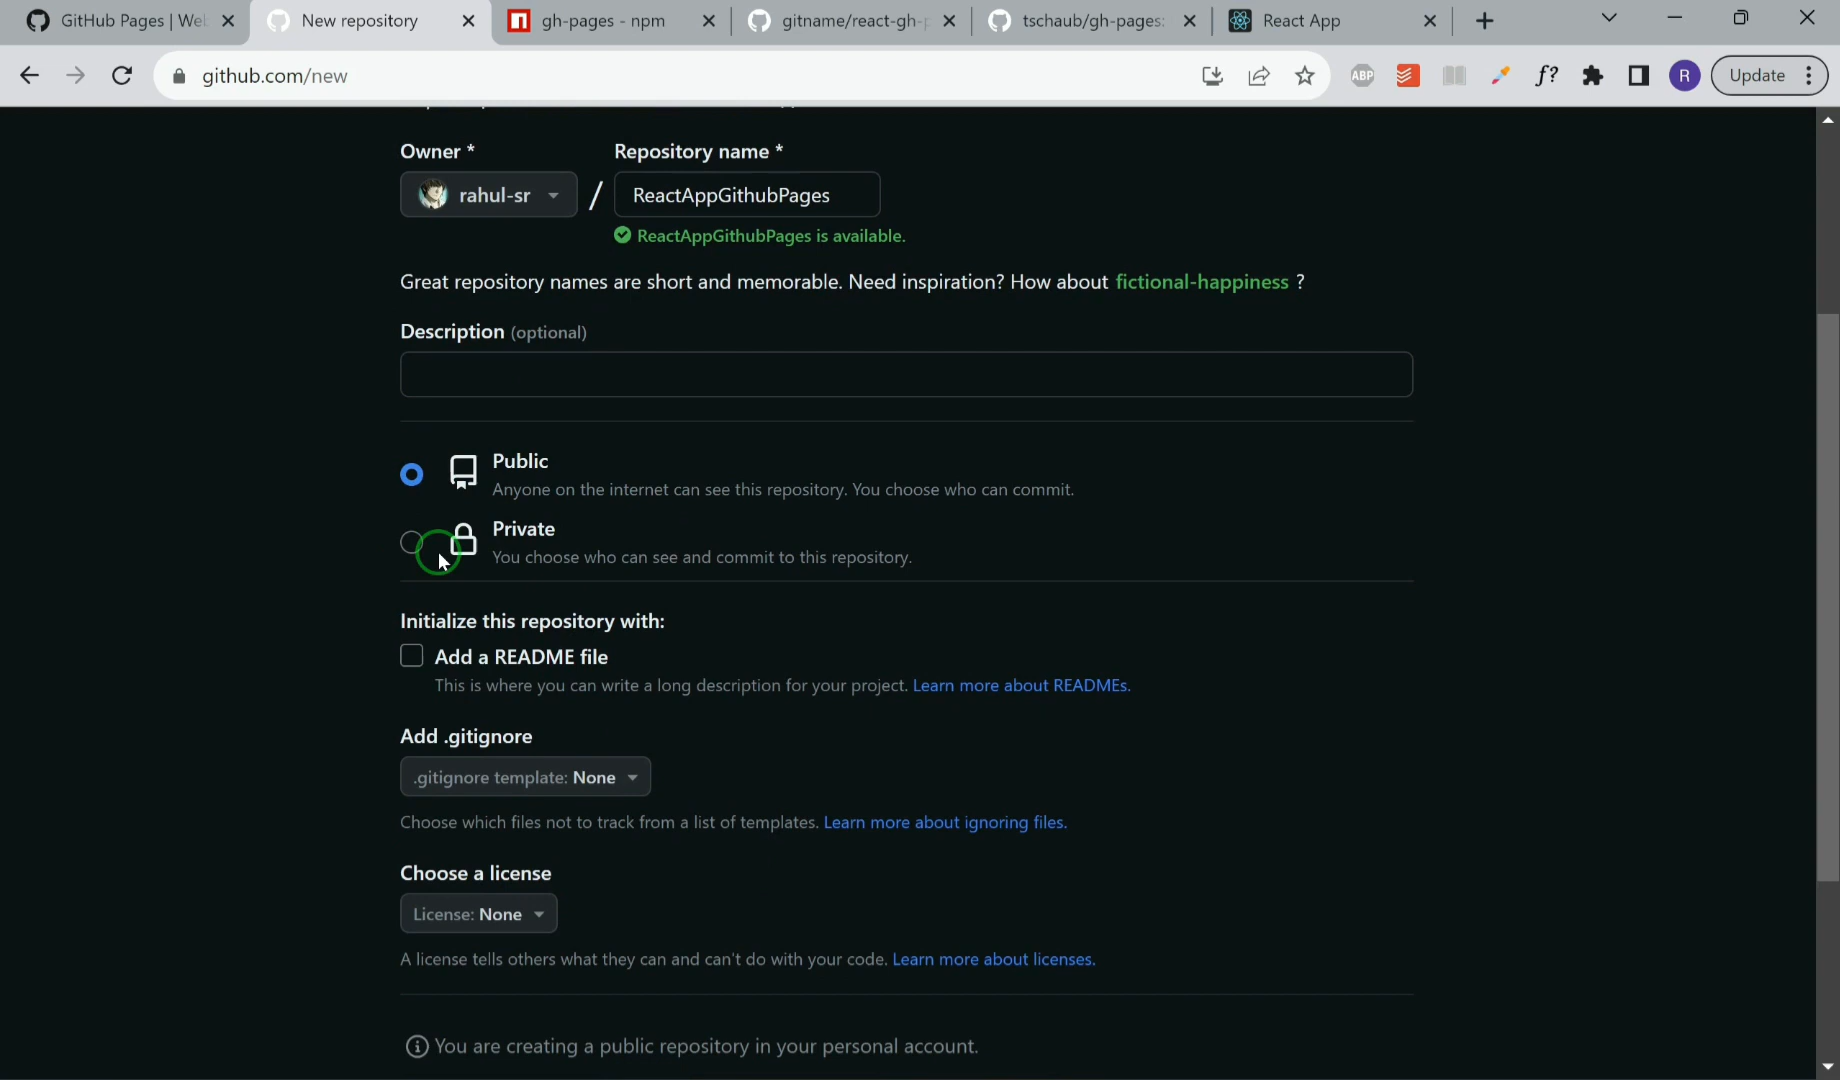 GitHub Pages | We
New repository
gh-pages - npm
gitname/react-gh-p
tschaub/gh-pages:
React App
github.com/new
ABP
f?
R
Update
Owner *
Repository name *
rahul-sr
/
ReactAppGithubPages
ReactAppGithubPages is available.
Great repository names are short and memorable. Need inspiration? How about fictional-happiness ?
Description (optional)
Public
Anyone on the internet can see this repository. You choose who can commit.
Private
You choose who can see and commit to this repository.
Initialize this repository with:
Add a README file
This is where you can write a long description for your project. Learn more about READMEs.
Add .gitignore
.gitignore template: None
Choose which files not to track from a list of templates. Learn more about ignoring files.
Choose a license
License: None
A license tells others what they can and can't do with your code. Learn more about licenses.
You are creating a public repository in your personal account.